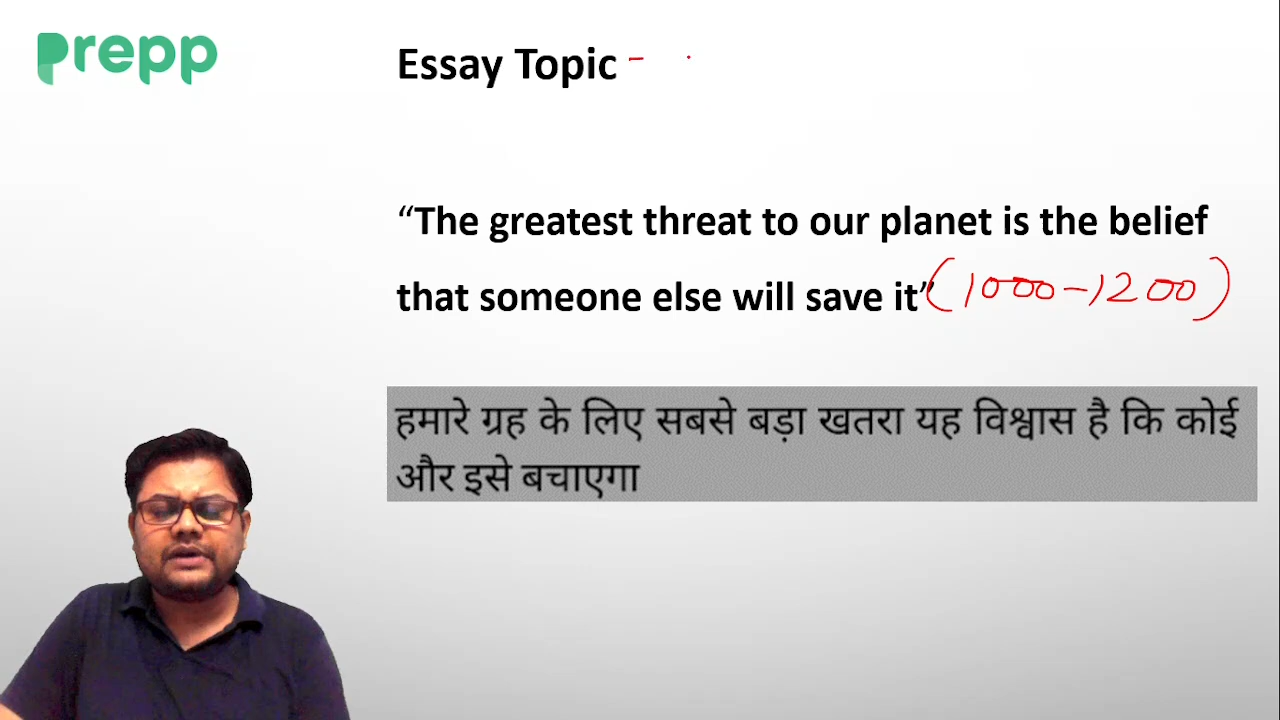 prepp
Essay Topic -
“The greatest threat to our planet is the belief
that someone else will save it” (1000-1200)
हमारे ग्रह के लिए सबसे बड़ा खतरा यह विश्वास है कि कोई
और इसे बचाएगा